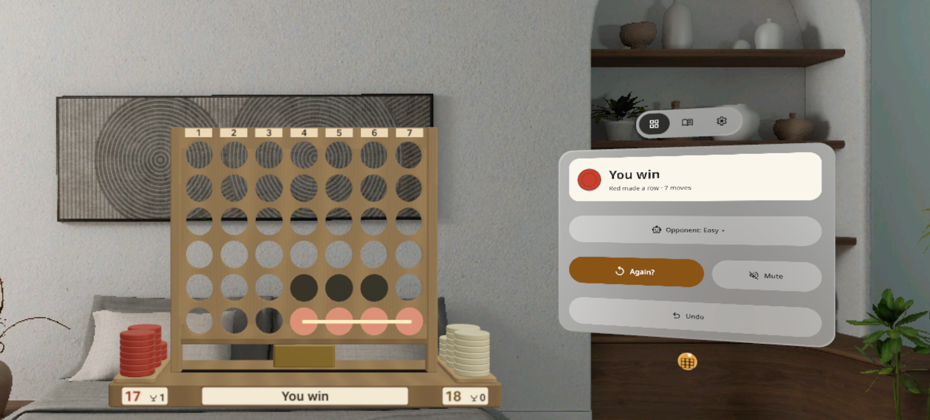 1 2 3 4 5 6 7
You win
Red made a row · 7 moves
Opponent: Easy
Again?
Mute
Undo
17 1
You win
18 0